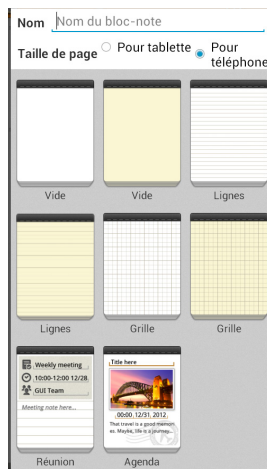 Nom Nom du bloc-note
Taille de page Pour tablette Pour téléphone
Vide Vide Lignes
Lignes Grille Grille
Weekly meeting
10:00-12:00 12/28
GUI Team
Meeting note here...
Title here
00:00, 12/31, 2012
That travel is a good memori
es. Maybe, life is a journey...
Réunion Agenda